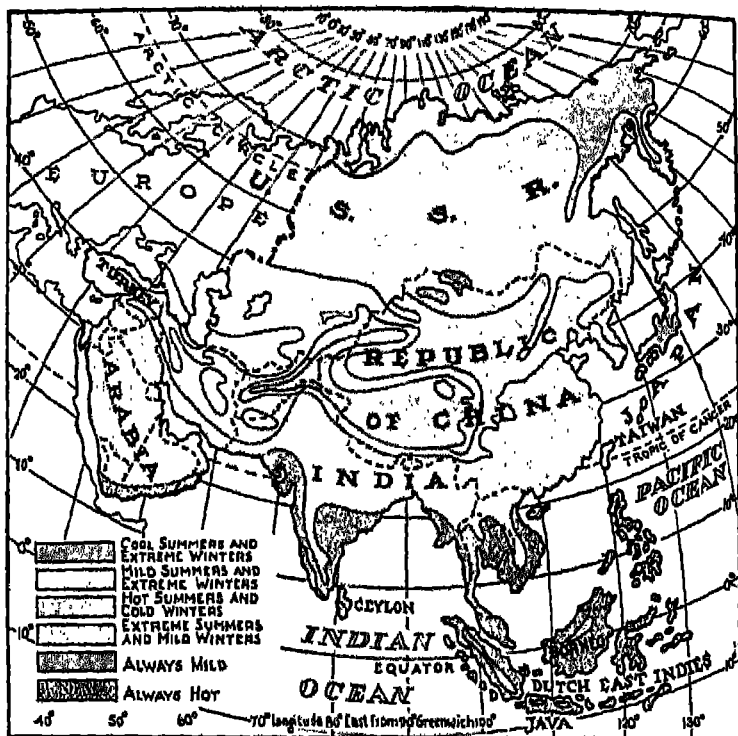 ARCTIC OCEAN
ARCTIC CIRCLE
EUROPE
U. S. S. R.
TURKEY
ARABIA
REPUBLIC
OF CHINA
INDIA
JAPAN
TAIWAN
TROPIC OF CANCER
PACIFIC
OCEAN
COOL SUMMERS AND
EXTREME WINTERS
MILD SUMMERS AND
EXTREME WINTERS
HOT SUMMERS AND
COLD WINTERS
EXTREME SUMMERS
AND MILD WINTERS
ALWAYS MILD
ALWAYS HOT
CEYLON
INDIAN
EQUATOR
OCEAN
BORNEO
DUTCH EAST INDIES
JAVA
40° 50° 60° 70° Longitude 80° East from 90° Greenwich 120° 130°